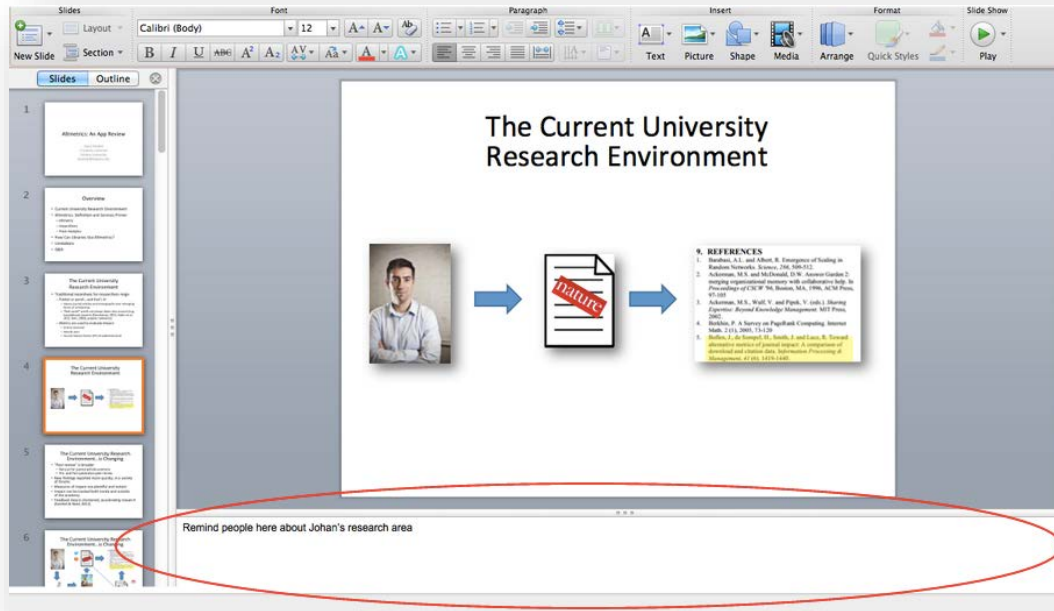 Slides
Font
Paragraph
Insert
Format
Slide Show
New Slide
Layout
Section
Calibri (Body)
12
Text
Picture
Shape
Media
Arrange
Quick Styles
Play
Slides
Outline
1
Altmetrics: An App Review
2
Overview
3
The Current University
Research Environment
4
The Current University
Research Environment
5
The Current University Research
Environment...is Changing
6
The Current University Research
Environment...is Changing
The Current University
Research Environment
nature
9. REFERENCES
1. Barabasi, A.L. and Albert, R. Emergence of Scaling in
Random Networks. Science, 286, 509-512.
2. Ackerman, M.S. and McDonald, D.W. Answer Garden 2:
merging organizational memory with collaborative help. In
Proceedings of CSCW '96, Boston, MA, 1996, ACM Press,
97-105
3. Ackerman, M.S., Wulf, V. and Pipek, V. (eds.) Sharing
Expertise: Beyond Knowledge Management. MIT Press,
2002.
4. Berkhin, P. A Survey on PageRank Computing. Internet
Math. 2 (1), 2005, 73-120
5. Bollen, J., de Sompel, H., Smith, J. and Luce, R. Toward
alternative metrics of journal impact: A comparison of
download and citation data. Information Processing &
Management, 41 (6), 1419-1440.
Remind people here about Johan's research area